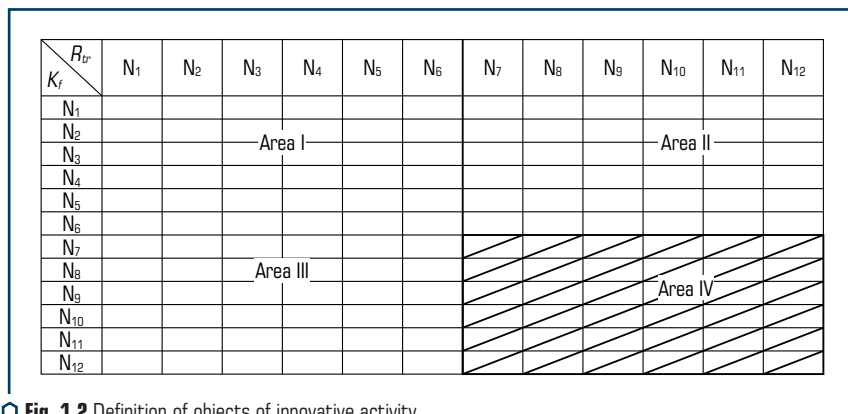 R_tr N₁ N₂ N₃ N₄ N₅ N₆ N₇ N₈ N₉ N₁₀ N₁₁ N₁₂
K_f
N₁
N₂
Area I Area II
N₃
N₄
N₅
N₆
N₇
N₈ Area III
N₉ Area IV
N₁₀
N₁₁
N₁₂
Fig. 1.2 Definition of objects of innovative activity